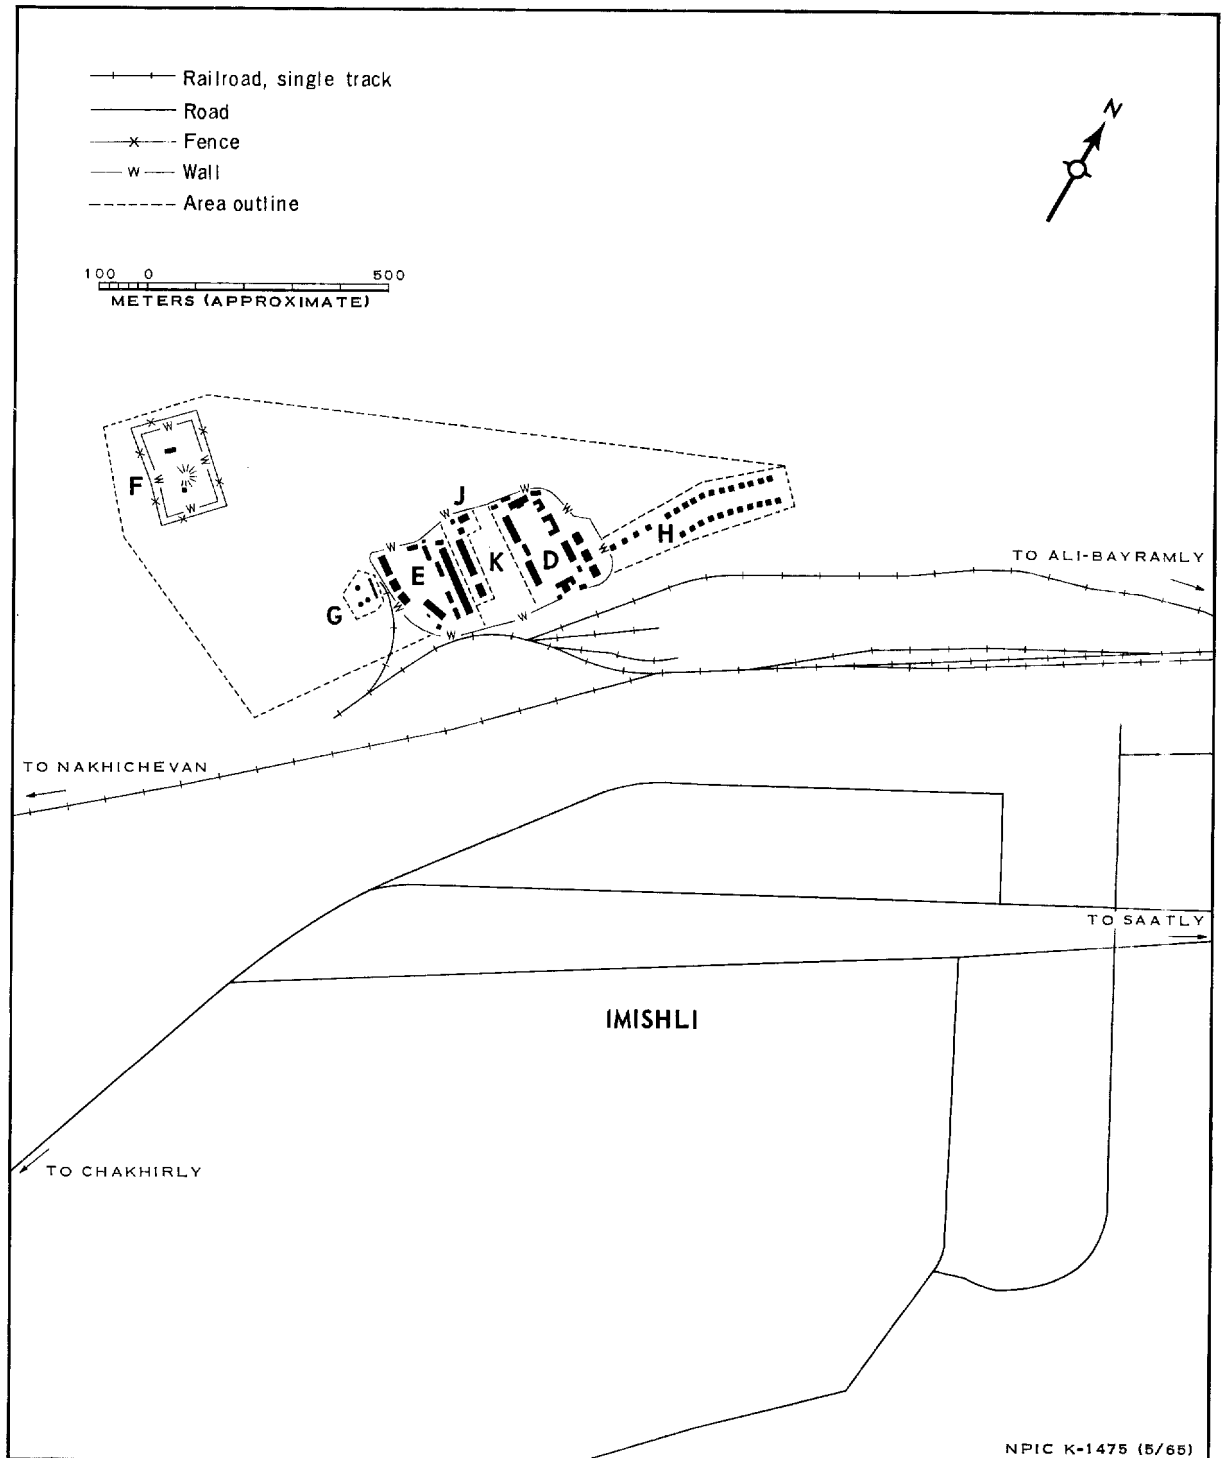 Railroad, single track
Road
Fence
W Wall
Area outline
N
100 0 500
METERS (APPROXIMATE)
F
W
W
W
W
J
W
W
W
W
E
K
D
H
W
G
W
W
W
TO ALI-BAYRAMLY
TO NAKHICHEVAN
TO SAATLY
IMISHLI
TO CHAKHIRLY
NPIC K-1475 (5/65)